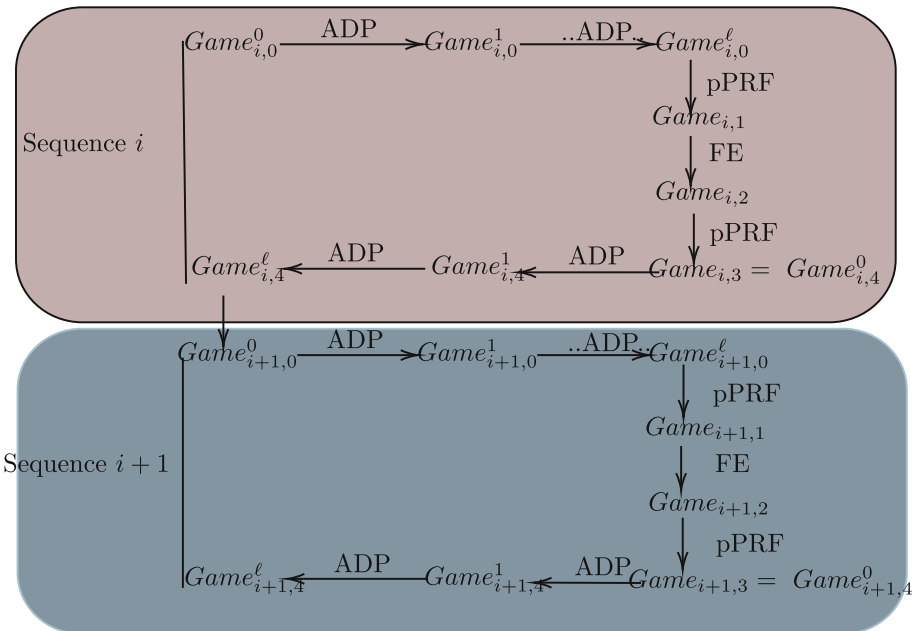 ADP ..ADP..
Game^0_{i,0} Game^1_{i,0} Game^ℓ_{i,0}
pPRF
Game_{i,1}
Sequence i
FE
Game_{i,2}
pPRF
ADP ADP
Game^ℓ_{i,4} Game^1_{i,4} Game_{i,3} = Game^0_{i,4}
ADP ..ADP..
Game^0_{i+1,0} Game^1_{i+1,0} Game^ℓ_{i+1,0}
pPRF
Game_{i+1,1}
Sequence i + 1
FE
Game_{i+1,2}
pPRF
ADP ADP
Game^ℓ_{i+1,4} Game^1_{i+1,4} Game_{i+1,3} = Game^0_{i+1,4}